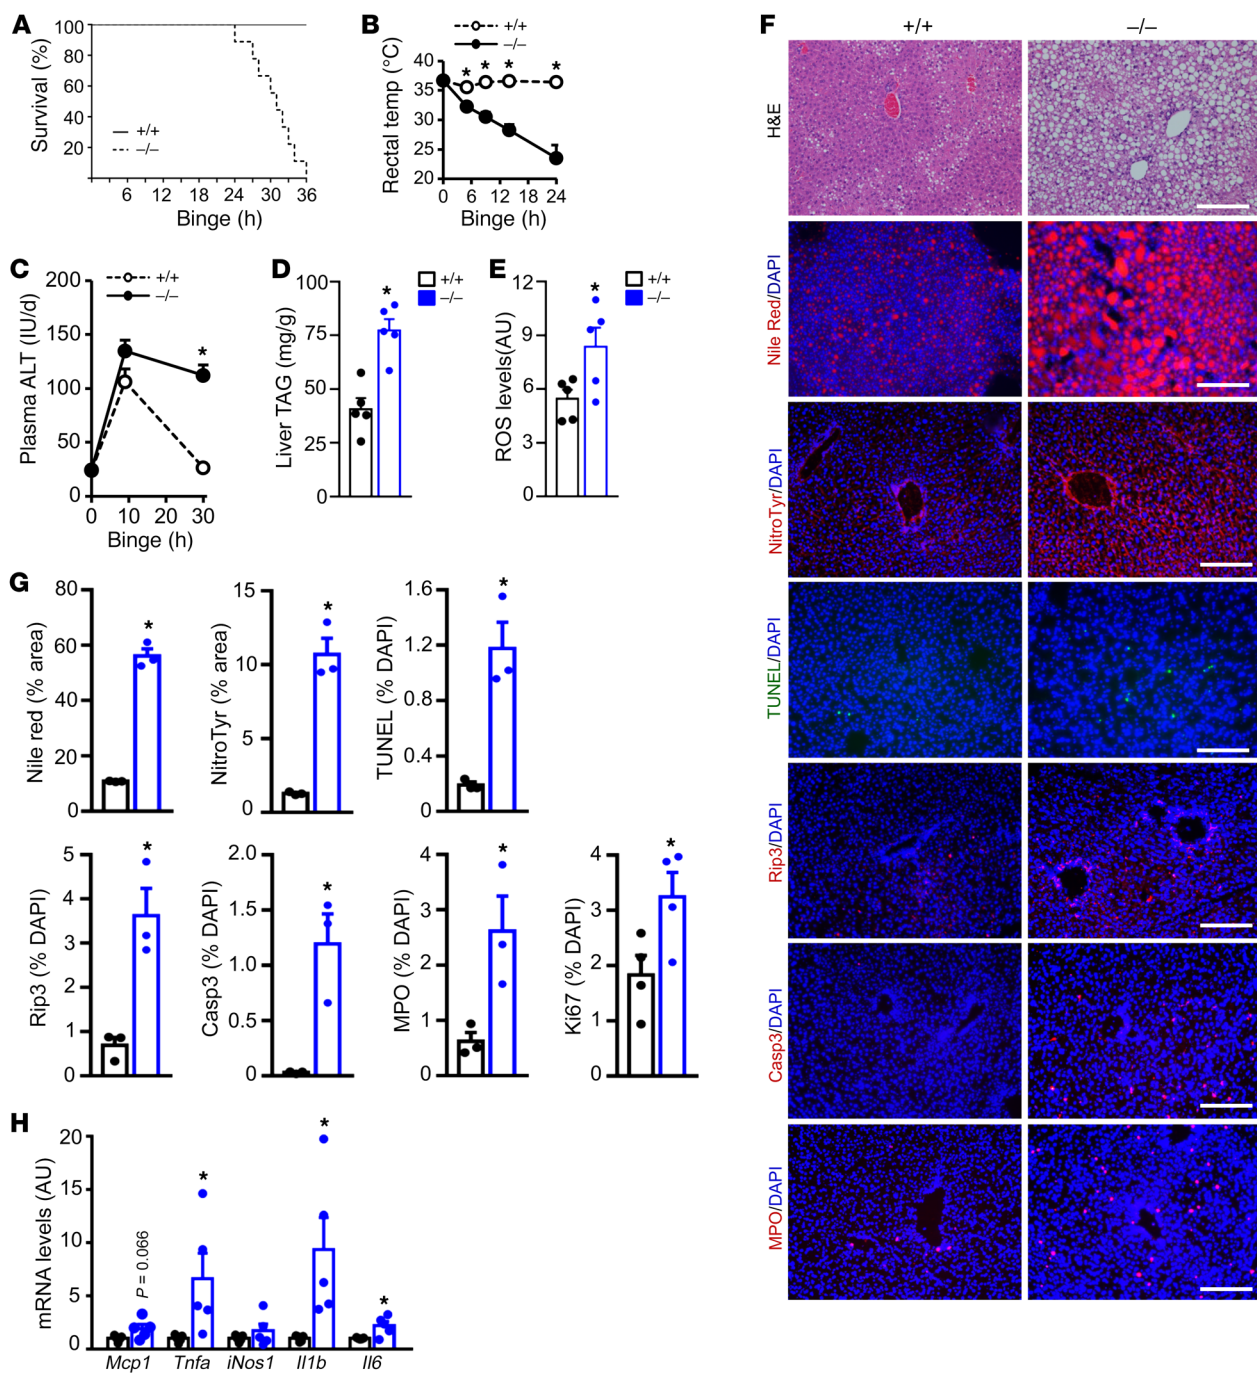 A
Survival (%)
100
80
60
40
20
+/+
–/–
6
12
18
24
30
36
Binge (h)
B
+/+
–/–
Rectal temp (°C)
40
35
30
25
20
* * * *
0
6
12
18
24
Binge (h)
C
+/+
–/–
Plasma ALT (IU/d)
200
150
100
50
0
*
0
10
20
30
Binge (h)
D
+/+
–/–
Liver TAG (mg/g)
100
75
50
25
0
*
E
+/+
–/–
ROS levels(AU)
12
9
6
3
0
*
F
+/+
–/–
H&E
Nile Red/DAPI
NitroTyr/DAPI
TUNEL/DAPI
Rip3/DAPI
Casp3/DAPI
MPO/DAPI
G
Nile red (% area)
80
60
40
20
0
*
NitroTyr (% area)
15
10
5
0
*
TUNEL (% DAPI)
1.6
1.2
0.8
0.4
0
*
Rip3 (% DAPI)
5
4
3
2
1
0
*
Casp3 (% DAPI)
2.0
1.5
1.0
0.5
0
*
MPO (% DAPI)
4
3
2
1
0
*
Ki67 (% DAPI)
4
3
2
1
0
*
H
mRNA levels (AU)
20
15
10
5
0
P = 0.066
* * *
Mcp1
Tnfa
iNos1
Il1b
Il6